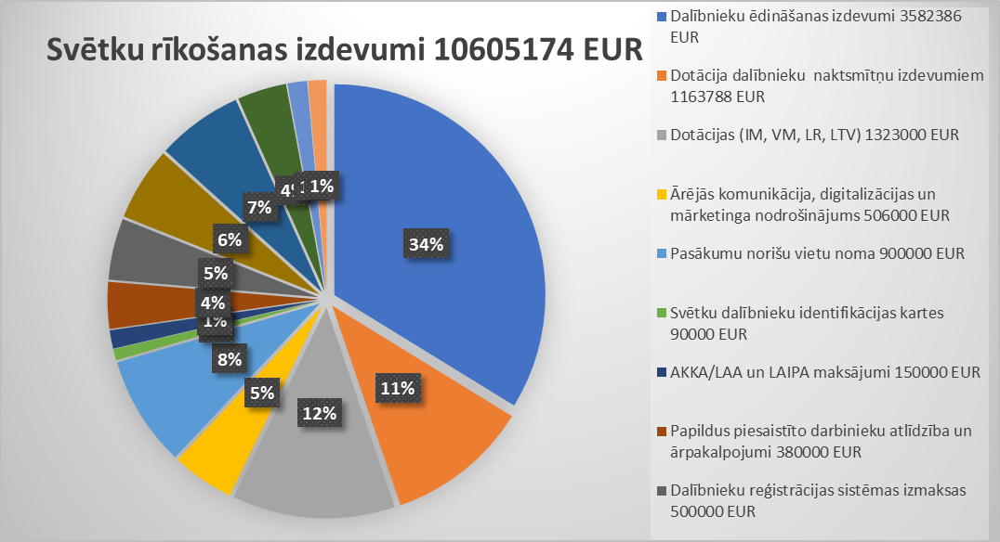 Svētku rīkošanas izdevumi 10605174 EUR
34%
11%
12%
5%
8%
1%
4%
5%
6%
7%
1%
Dalībnieku ēdināšanas izdevumi 3582386
EUR
Dotācija dalībnieku naktsmītņu izdevumiem
1163788 EUR
Dotācijas (IM, VM, LR, LTV) 1323000 EUR
Ārējās komunikācija, digitalizācijas un
mārketinga nodrošinājums 506000 EUR
Pasākumu norišu vietu noma 900000 EUR
Svētku dalībnieku identifikācijas kartes
90000 EUR
AKKA/LAA un LAIPA maksājumi 150000 EUR
Papildus piesaistīto darbinieku atlīdzība un
ārpakalpojumi 380000 EUR
Dalībnieku reģistrācijas sistēmas izmaksas
500000 EUR